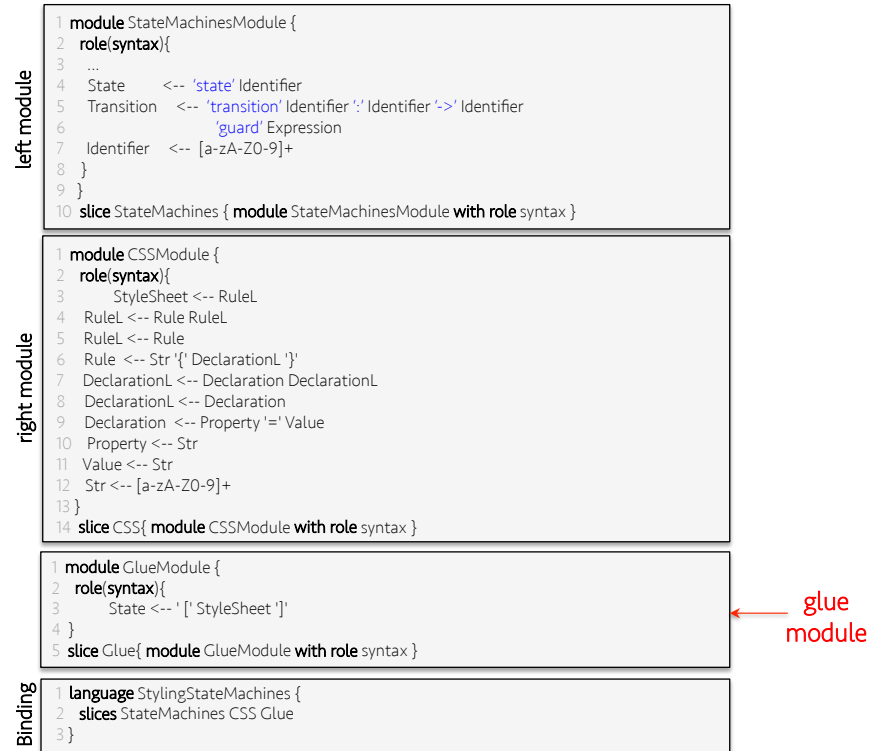 left module
1 module StateMachinesModule {
2 role(syntax){
3 ...
4 State <-- ‘state’ Identifier
5 Transition <-- ‘transition’ Identifier ‘:’ Identifier ‘->’ Identifier
6 ‘guard’ Expression
7 Identifier <-- [a-zA-Z0-9]+
8 }
9 }
10 slice StateMachines { module StateMachinesModule with role syntax }
right module
1 module CSSModule {
2 role(syntax){
3 StyleSheet <-- RuleL
4 RuleL <-- Rule RuleL
5 RuleL <-- Rule
6 Rule <-- Str '{' DeclarationL '}'
7 DeclarationL <-- Declaration DeclarationL
8 DeclarationL <-- Declaration
9 Declaration <-- Property '=' Value
10 Property <-- Str
11 Value <-- Str
12 Str <-- [a-zA-Z0-9]+
13 }
14 slice CSS{ module CSSModule with role syntax }
1 module GlueModule {
2 role(syntax){
3 State <-- ' [' StyleSheet ']'
4 }
5 slice Glue{ module GlueModule with role syntax }
glue
module
Binding
1 language StylingStateMachines {
2 slices StateMachines CSS Glue
3 }